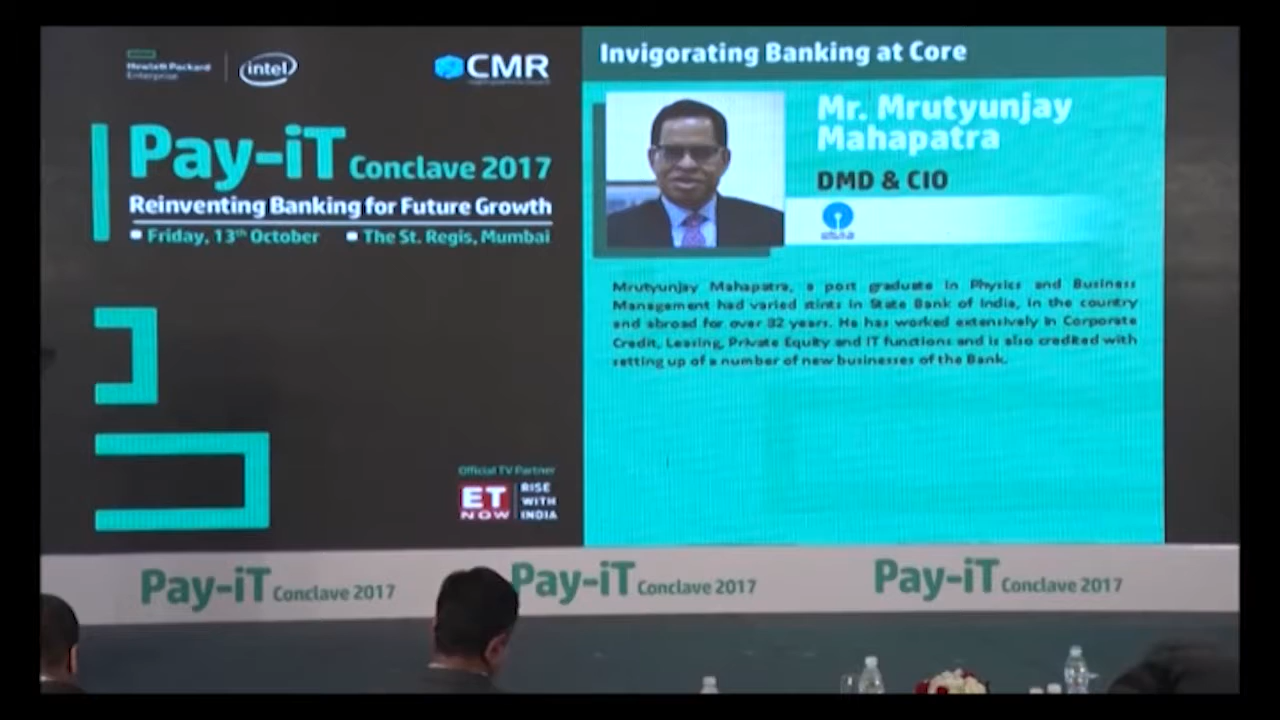 Hewlett Packard
Enterprise
intel
CMR
Pay-iT Conclave 2017
Reinventing Banking for Future Growth
Friday, 13th October
The St. Regis, Mumbai
Official TV Partner
ET
NOW
RISE
WITH
INDIA
Invigorating Banking at Core
Mr. Mrutyunjay
Mahapatra
DMD & CIO
Mrutyunjay Mahapatra, a post graduate in Physics and Business
Management had varied stints in State Bank of India, in the country
and abroad for over 32 years. He has worked extensively in Corporate
Credit, Leasing, Private Equity and IT functions and is also credited with
setting up of a number of new businesses of the Bank.
Pay-iT Conclave 2017
Pay-iT Conclave 2017
Pay-iT Conclave 2017